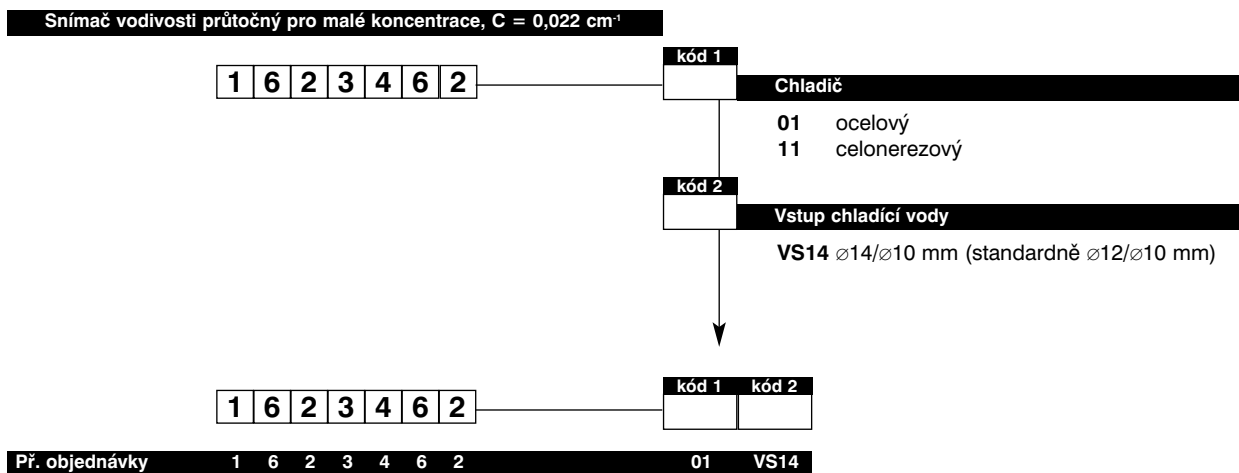 Snímač vodivosti průtočný pro malé koncentrace, C = 0,022 cm⁻¹
kód 1
1 6 2 3 4 6 2
Chladič
01 ocelový
11 celonerezový
kód 2
Vstup chladící vody
VS14 ∅14/∅10 mm (standardně ∅12/∅10 mm)
kód 1 kód 2
1 6 2 3 4 6 2
Př. objednávky 1 6 2 3 4 6 2 01 VS14